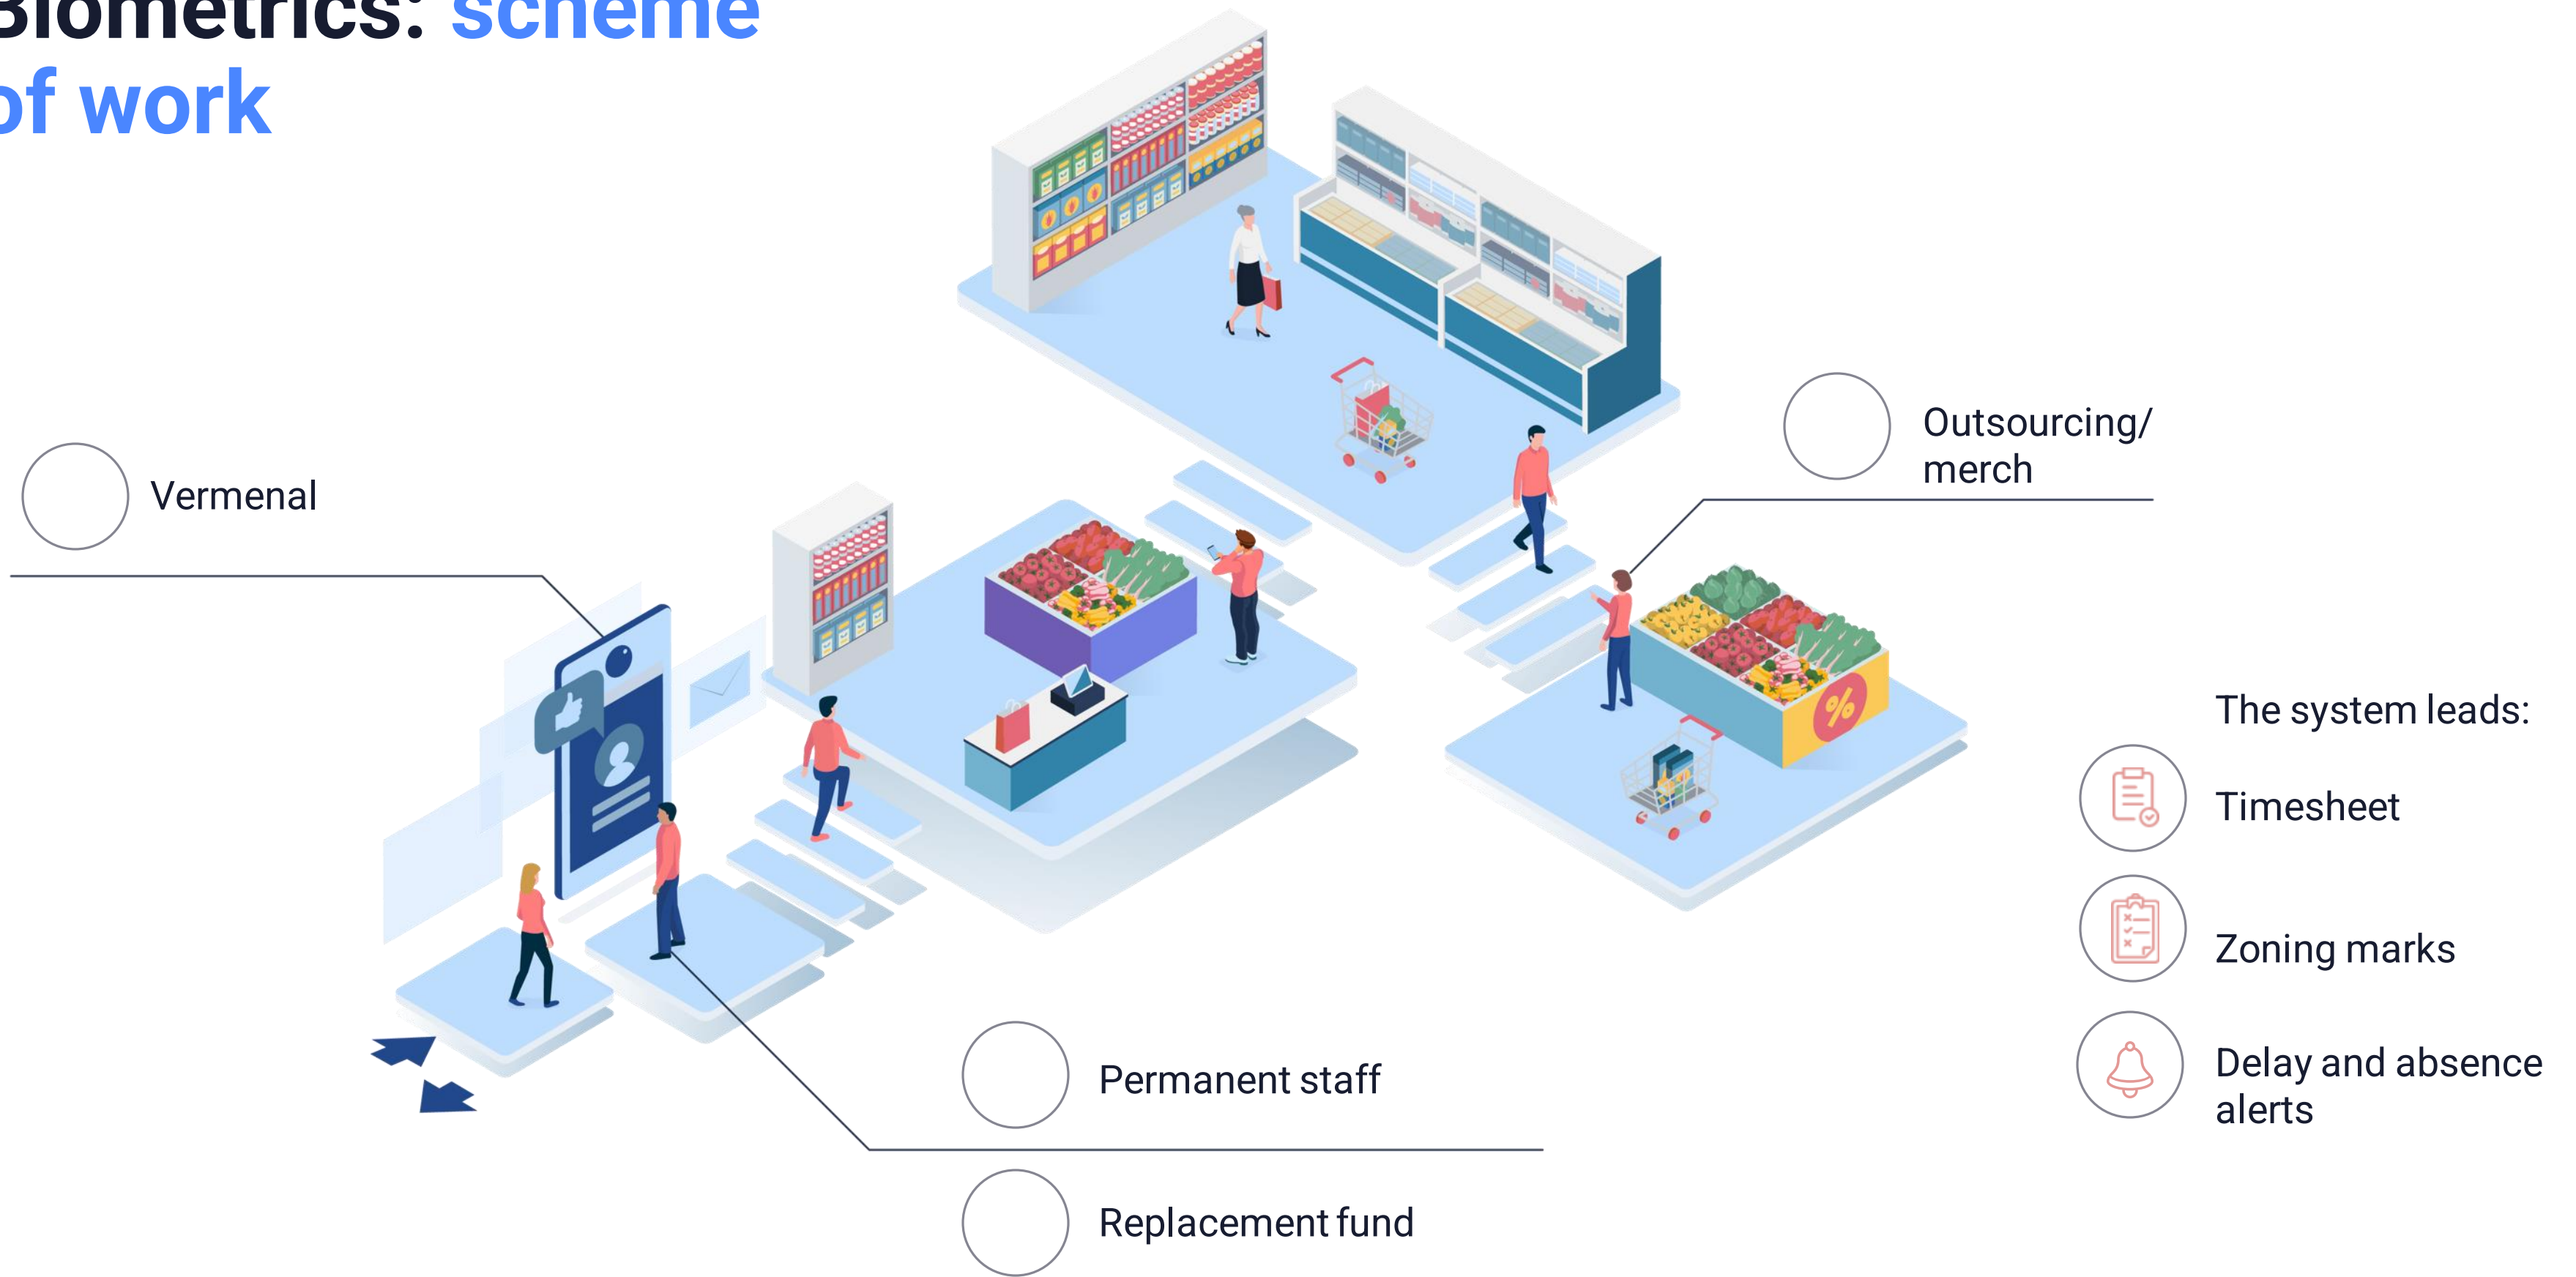 Biometrics: scheme
of work
Vermenal
Outsourcing/
merch
The system leads:
Timesheet
Zoning marks
Delay and absence
alerts
Permanent staff
Replacement fund
%